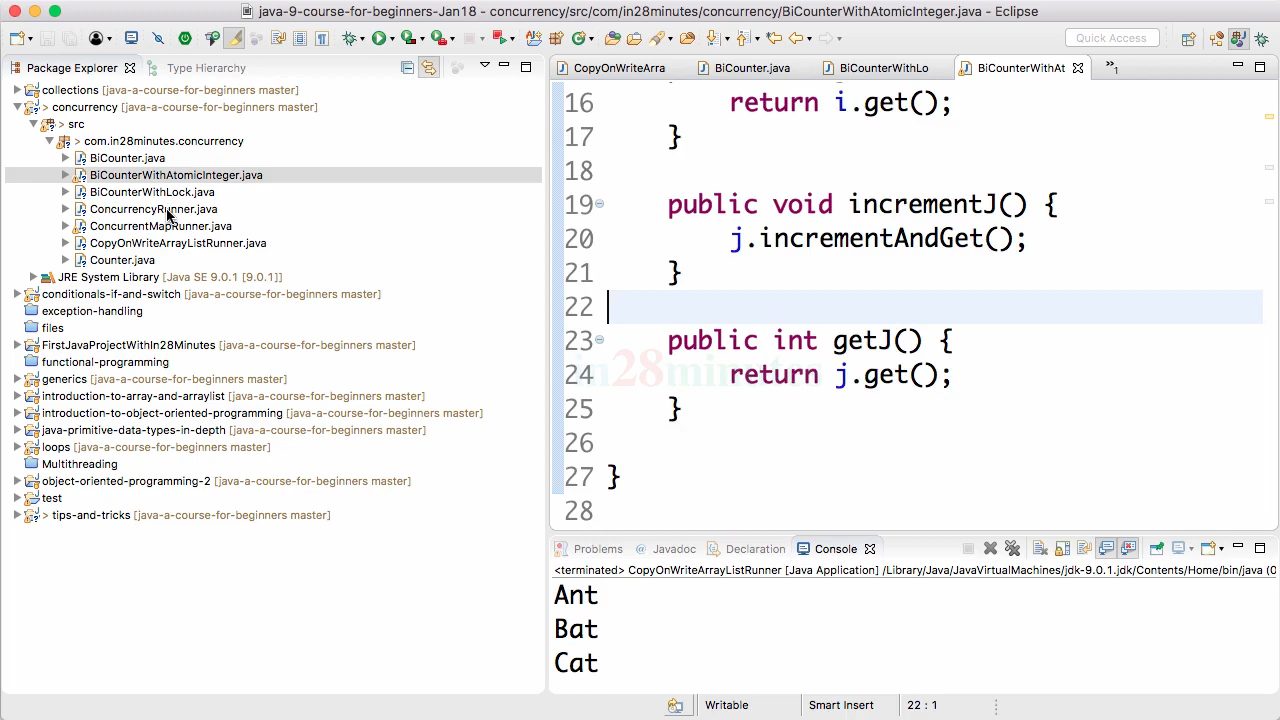 java-9-course-for-beginners-Jan18 - concurrency/src/com/in28minutes/concurrency/BiCounterWithAtomicInteger.java - Eclipse
Quick Access
Package Explorer
Type Hierarchy
CopyOnWriteArra
BiCounter.java
BiCounterWithLo
BiCounterWithAt
»1
collections [java-a-course-for-beginners master]
> concurrency [java-a-course-for-beginners master]
> src
> com.in28minutes.concurrency
BiCounter.java
BiCounterWithAtomicInteger.java
BiCounterWithLock.java
ConcurrencyRunner.java
ConcurrentMapRunner.java
CopyOnWriteArrayListRunner.java
Counter.java
JRE System Library [Java SE 9.0.1 [9.0.1]]
conditionals-if-and-switch [java-a-course-for-beginners master]
exception-handling
files
FirstJavaProjectWithIn28Minutes [java-a-course-for-beginners master]
functional-programming
generics [java-a-course-for-beginners master]
introduction-to-array-and-arraylist [java-a-course-for-beginners master]
introduction-to-object-oriented-programming [java-a-course-for-beginners master]
java-primitive-data-types-in-depth [java-a-course-for-beginners master]
loops [java-a-course-for-beginners master]
Multithreading
object-oriented-programming-2 [java-a-course-for-beginners master]
test
> tips-and-tricks [java-a-course-for-beginners master]
16 return i.get();
17 }
18
19 public void incrementJ() {
20 j.incrementAndGet();
21 }
22
23 public int getJ() {
24 return j.get();
25 }
26
27 }
28
in28minutes
Problems
@ Javadoc
Declaration
Console
<terminated> CopyOnWriteArrayListRunner [Java Application] /Library/Java/JavaVirtualMachines/jdk-9.0.1.jdk/Contents/Home/bin/java (0
Ant
Bat
Cat
Writable
Smart Insert
22 : 1